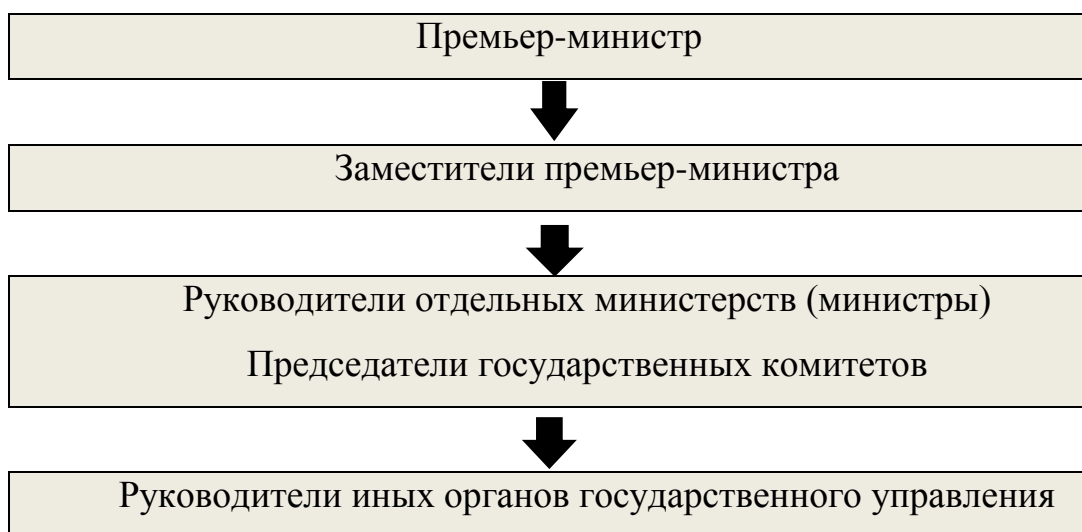 Премьер-министр
Заместители премьер-министра
Руководители отдельных министерств (министры)
Председатели государственных комитетов
Руководители иных органов государственного управления